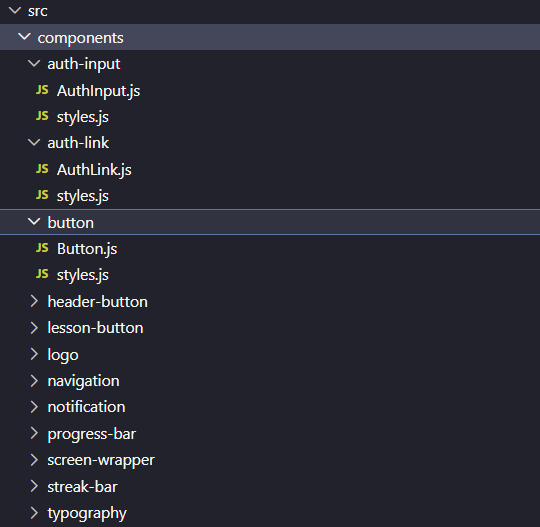 src
components
auth-input
JS AuthInput.js
JS styles.js
auth-link
JS AuthLink.js
JS styles.js
button
JS Button.js
JS styles.js
header-button
lesson-button
logo
navigation
notification
progress-bar
screen-wrapper
streak-bar
typography